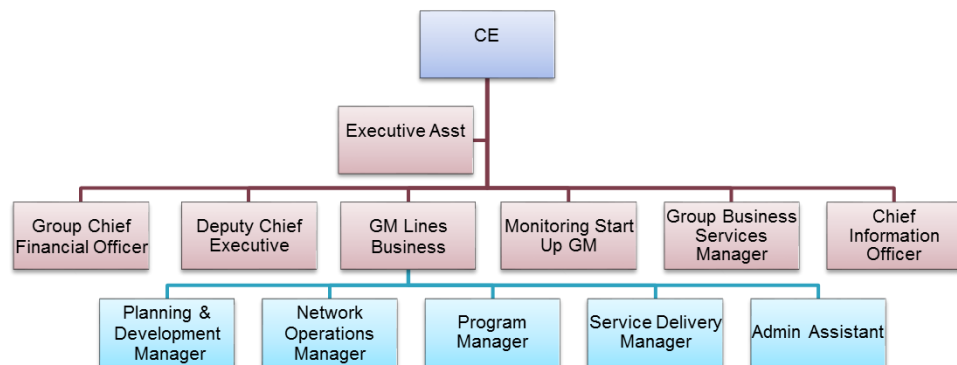 CE
Executive Asst
Group Chief
Financial Officer
Deputy Chief
Executive
GM Lines
Business
Monitoring Start
Up GM
Group Business
Services
Manager
Chief
Information
Officer
Planning &
Development
Manager
Network
Operations
Manager
Program
Manager
Service Delivery
Manager
Admin Assistant